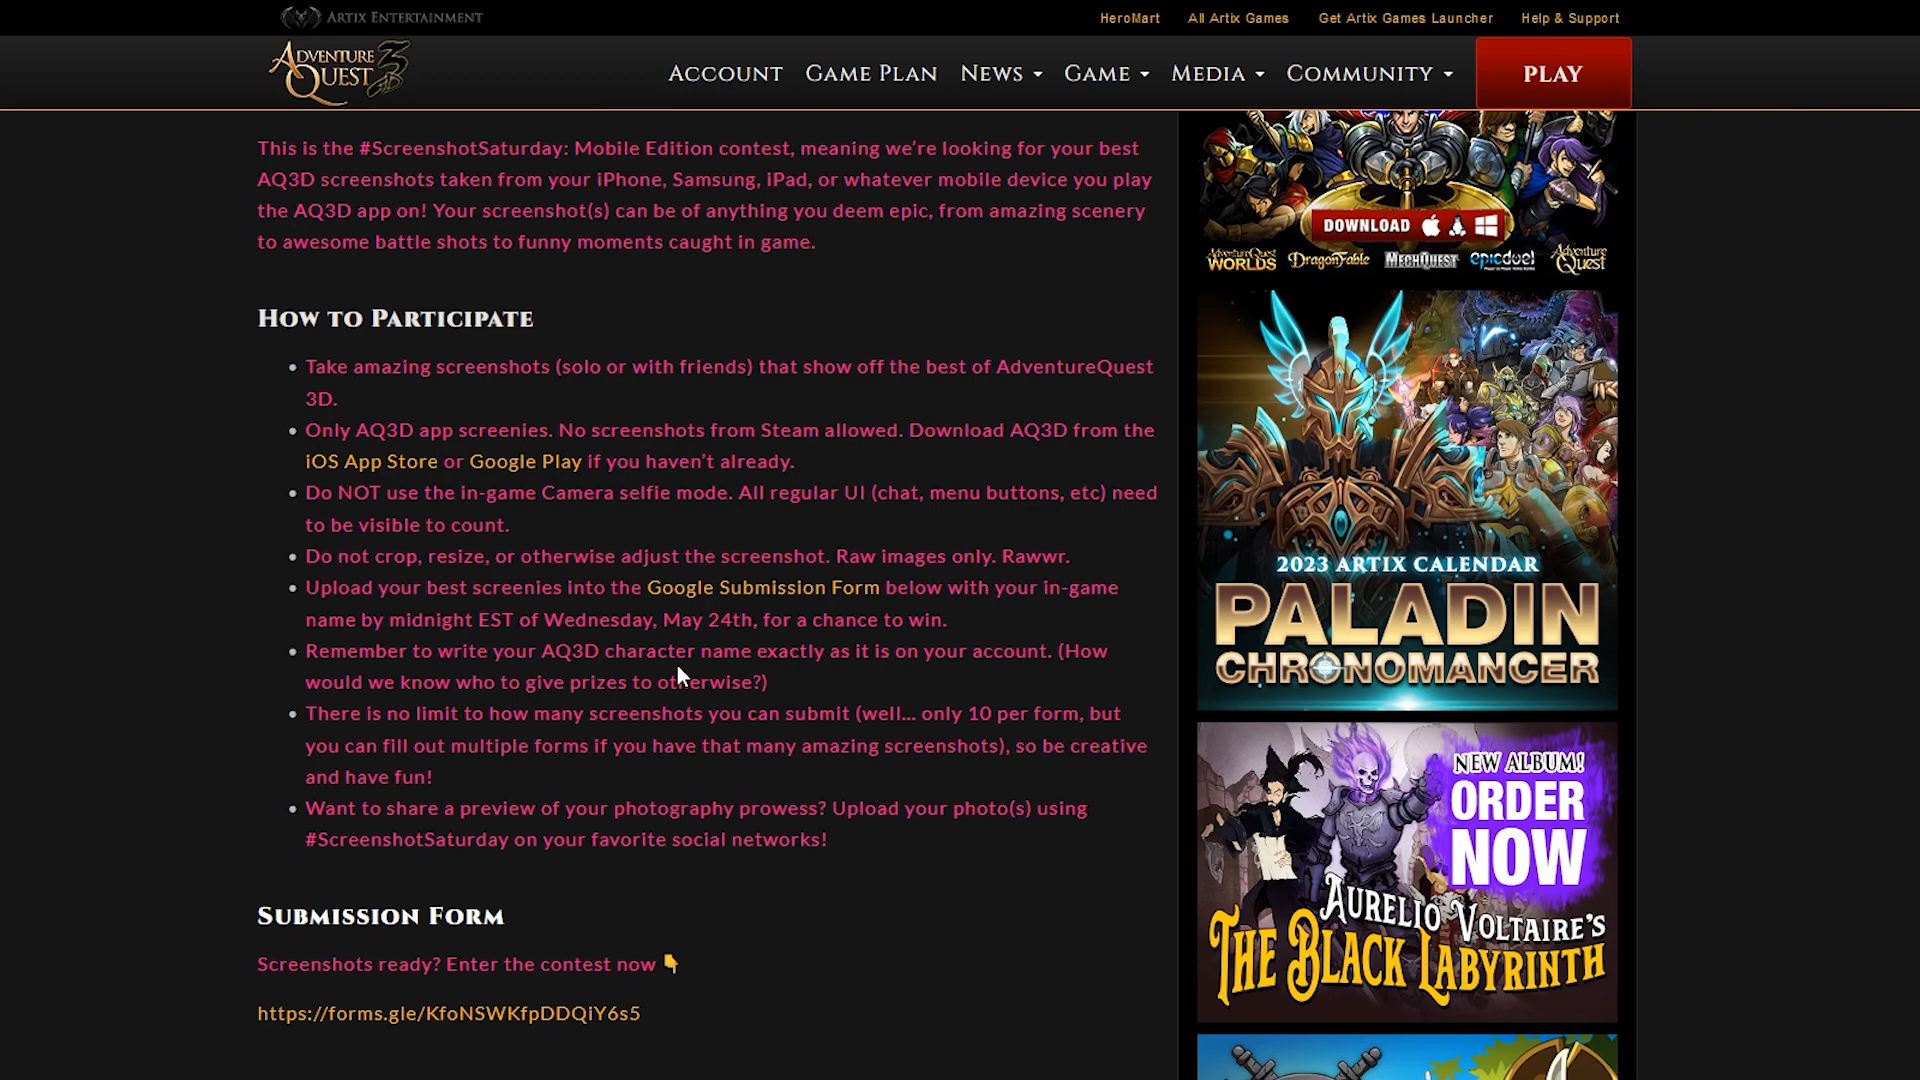 ARTIX ENTERTAINMENT
HeroMart
All Artix Games
Get Artix Games Launcher
Help & Support
ADVENTURE QUEST 3D
ACCOUNT
GAME PLAN
NEWS
GAME
MEDIA
COMMUNITY
PLAY
This is the #ScreenshotSaturday: Mobile Edition contest, meaning we’re looking for your best
AQ3D screenshots taken from your iPhone, Samsung, iPad, or whatever mobile device you play
the AQ3D app on! Your screenshot(s) can be of anything you deem epic, from amazing scenery
to awesome battle shots to funny moments caught in game.
HOW TO PARTICIPATE
Take amazing screenshots (solo or with friends) that show off the best of AdventureQuest
3D.
Only AQ3D app screenies. No screenshots from Steam allowed. Download AQ3D from the
iOS App Store or Google Play if you haven’t already.
Do NOT use the in-game Camera selfie mode. All regular UI (chat, menu buttons, etc) need
to be visible to count.
Do not crop, resize, or otherwise adjust the screenshot. Raw images only. Rawwr.
Upload your best screenies into the Google Submission Form below with your in-game
name by midnight EST of Wednesday, May 24th, for a chance to win.
Remember to write your AQ3D character name exactly as it is on your account. (How
would we know who to give prizes to otherwise?)
There is no limit to how many screenshots you can submit (well... only 10 per form, but
you can fill out multiple forms if you have that many amazing screenshots), so be creative
and have fun!
Want to share a preview of your photography prowess? Upload your photo(s) using
#ScreenshotSaturday on your favorite social networks!
SUBMISSION FORM
Screenshots ready? Enter the contest now 👇
https://forms.gle/KfoNSWKfpDDQiY6s5
DOWNLOAD
AdventureQuest WORLDS
DragonFable
MECHQUEST
epicduel
Adventure Quest
2023 ARTIX CALENDAR
PALADIN
CHRONOMANCER
NEW ALBUM!
ORDER
NOW
AURELIO VOLTAIRE'S
THE BLACK LABYRINTH